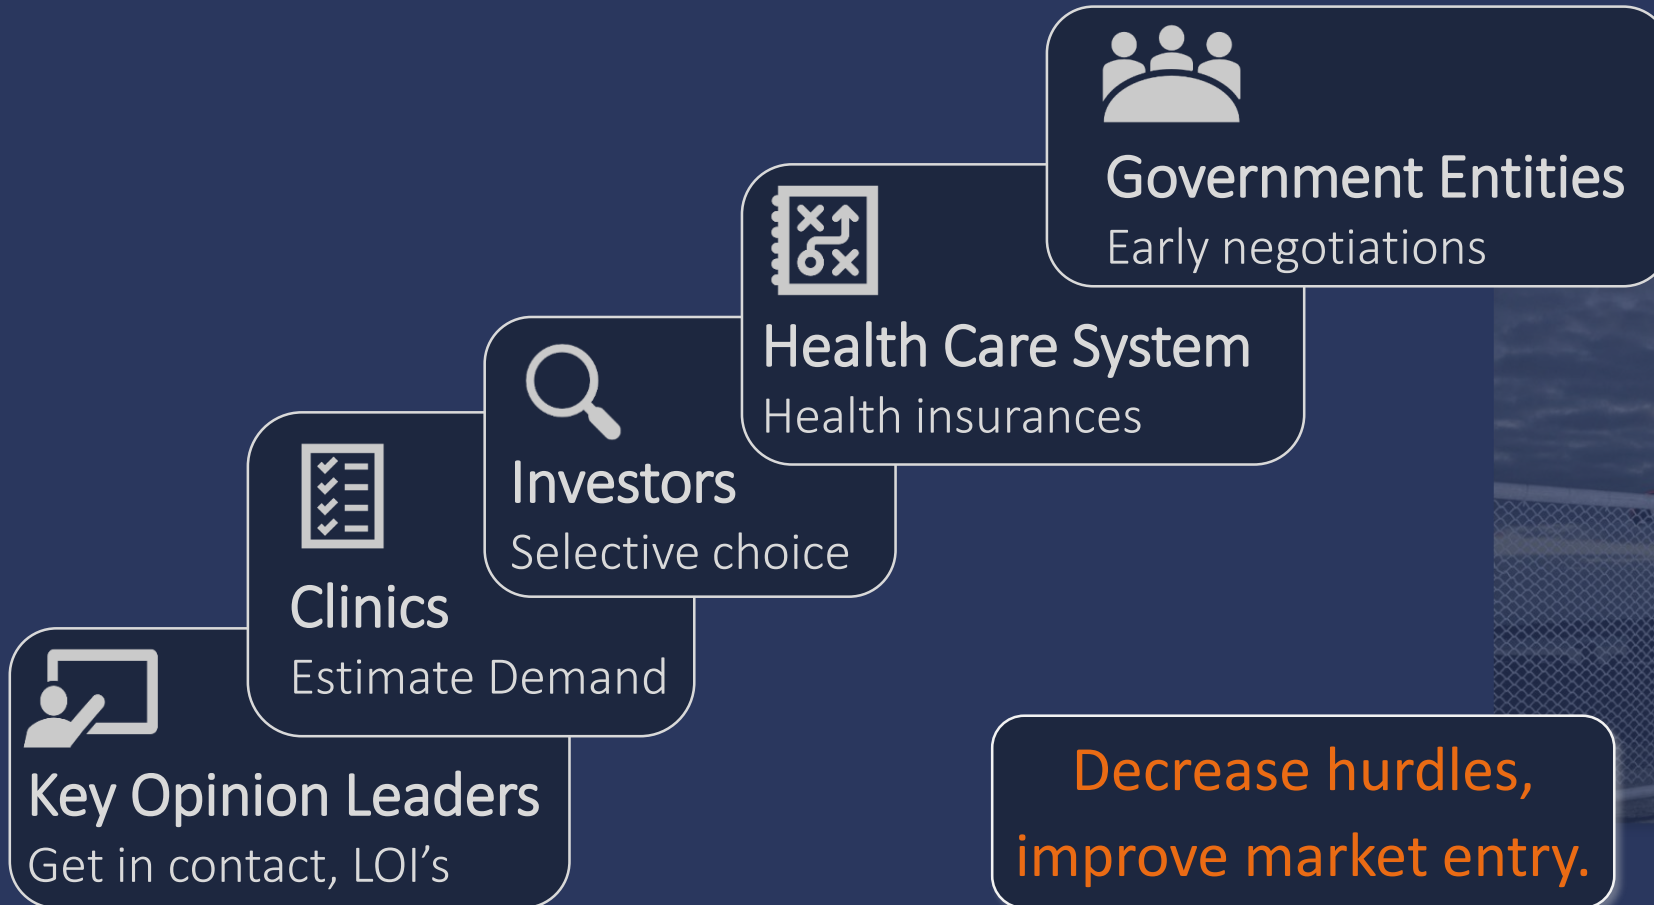 Government Entities
Early negotiations
Health Care System
Health insurances
Investors
Selective choice
Clinics
Estimate Demand
Key Opinion Leaders
Get in contact, LOI’s
Decrease hurdles,
improve market entry.